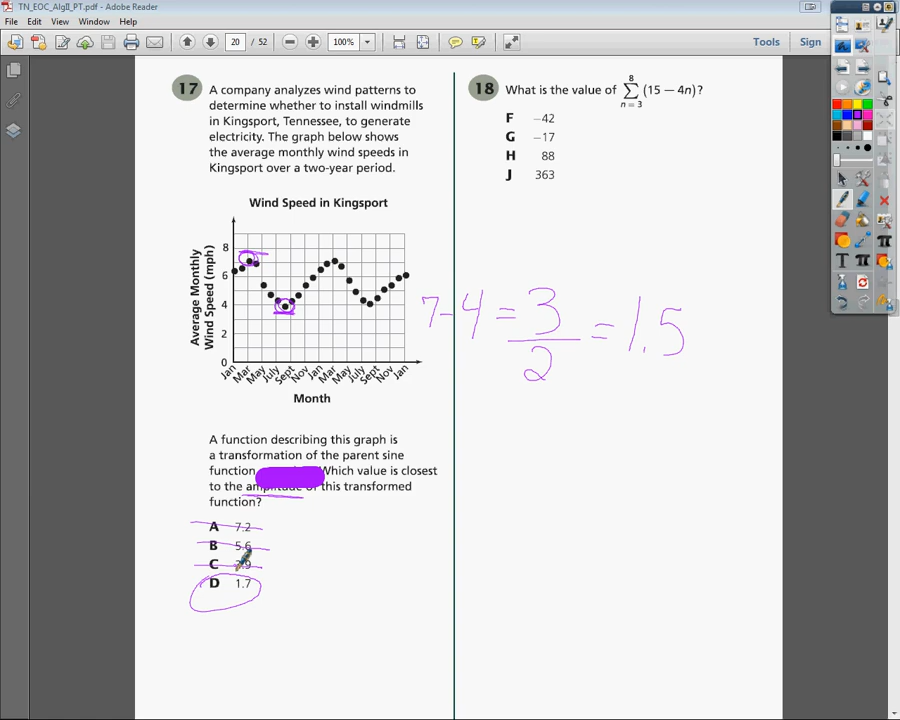 TN_EOC_AlgII_PT.pdf - Adobe Reader
File Edit View Window Help
20 / 52 100% Tools Sign
17 A company analyzes wind patterns to
determine whether to install windmills
in Kingsport, Tennessee, to generate
electricity. The graph below shows
the average monthly wind speeds in
Kingsport over a two-year period.
Wind Speed in Kingsport
Average Monthly
Wind Speed (mph)
8
6
4
2
0
Jan Mar May July Sept Nov Jan Mar May July Sept Nov Jan
Month
A function describing this graph is
a transformation of the parent sine
function Which value is closest
to the amplitude of this transformed
function?
A 7.2
B 5.6
C 3.9
D 1.7
18 What is the value of 8 ∑ n = 3 (15 − 4n)?
F −42
G −17
H 88
J 363
7-4 = 3/2 = 1.5